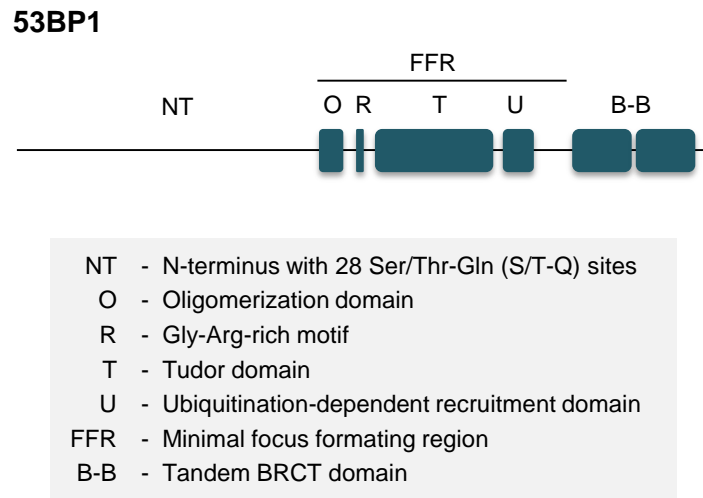 53BP1
FFR
NT O R T U B-B
NT - N-terminus with 28 Ser/Thr-Gln (S/T-Q) sites
O - Oligomerization domain
R - Gly-Arg-rich motif
T - Tudor domain
U - Ubiquitination-dependent recruitment domain
FFR - Minimal focus formating region
B-B - Tandem BRCT domain